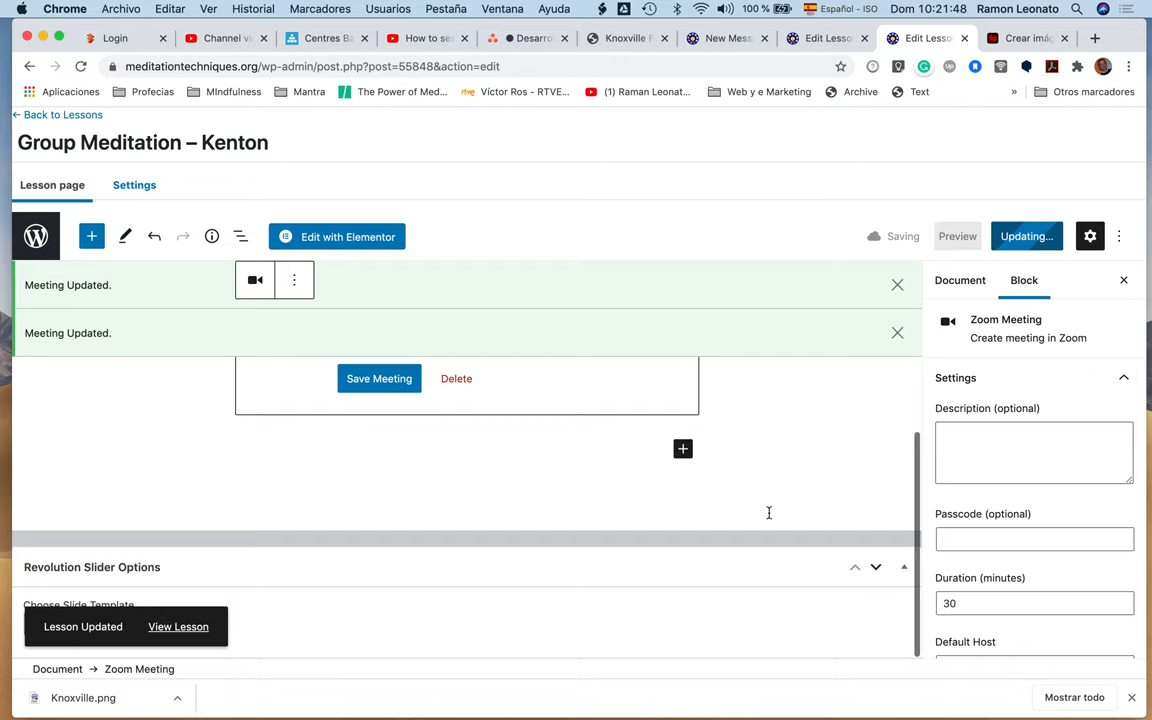 Chrome Archivo Editar Ver Historial Marcadores Usuarios Pestaña Ventana Ayuda 100 % Español - ISO Dom 10:21:48 Ramon Leonato
Login Channel vi Centres Ba How to se Desarro Knoxville F New Mess Edit Lesso Edit Lesso Crear imág
meditationtechniques.org/wp-admin/post.php?post=55848&action=edit
Aplicaciones Profecias MIndfulness Mantra The Power of Med... Víctor Ros - RTVE... (1) Raman Leonat... Web y e Marketing Archive Text » Otros marcadores
← Back to Lessons
Group Meditation – Kenton
Lesson page Settings
Edit with Elementor Saving Preview Updating...
Meeting Updated.
Meeting Updated.
Document Block
Zoom Meeting
Create meeting in Zoom
Settings
Save Meeting Delete
Description (optional)
Passcode (optional)
Duration (minutes)
30
Default Host
Revolution Slider Options
Choose Slide Template
Lesson Updated View Lesson
Document → Zoom Meeting
Knoxville.png Mostrar todo